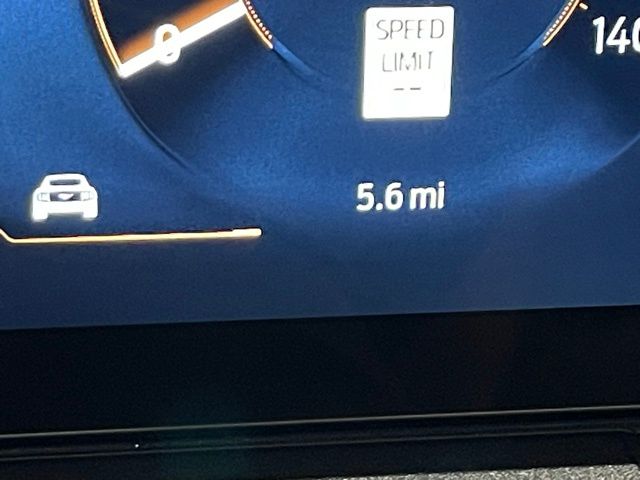 0
SPEED
LIMIT
--
140
5.6 mi